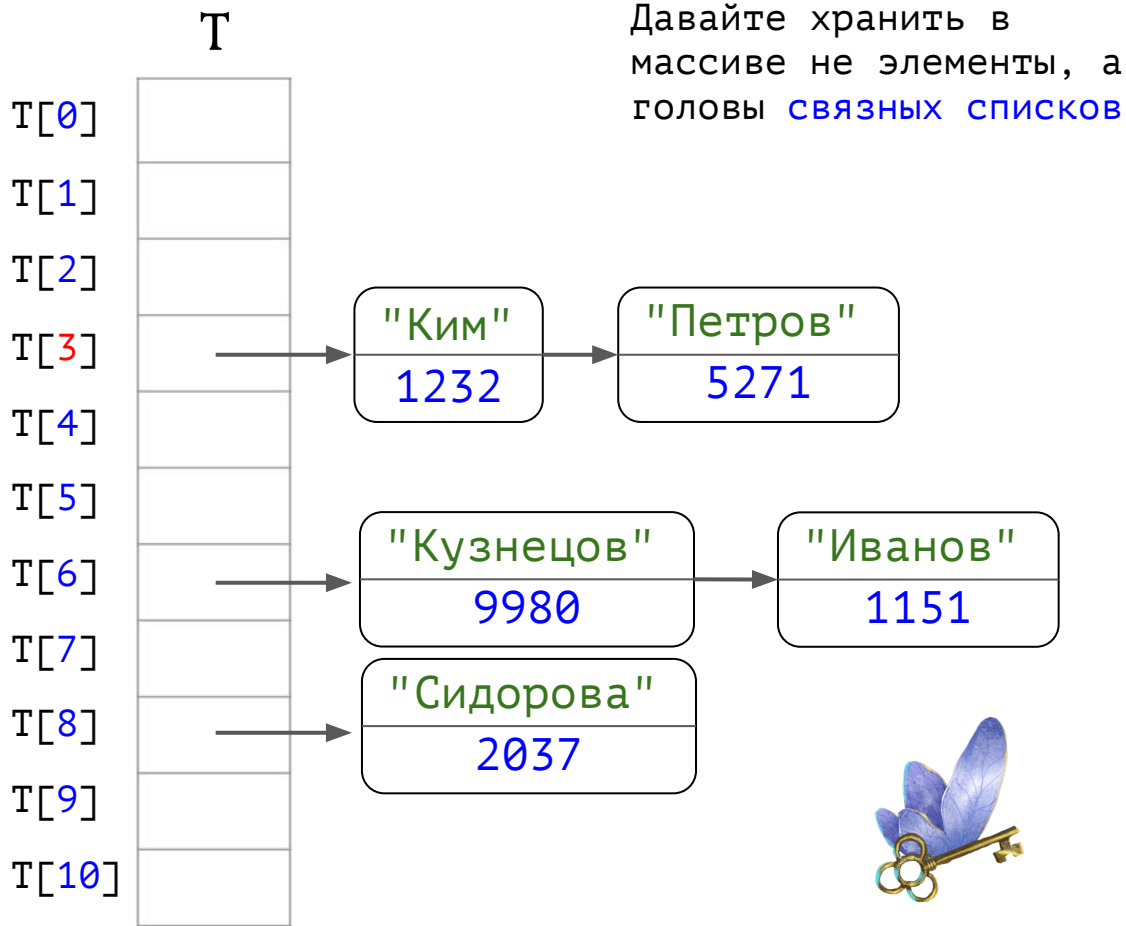 T
Давайте хранить в
массиве не элементы, а
головы связных списков
T[0]
T[1]
T[2]
T[3]
"Ким"
1232
"Петров"
5271
T[4]
T[5]
T[6]
"Кузнецов"
9980
"Иванов"
1151
T[7]
T[8]
"Сидорова"
2037
T[9]
T[10]